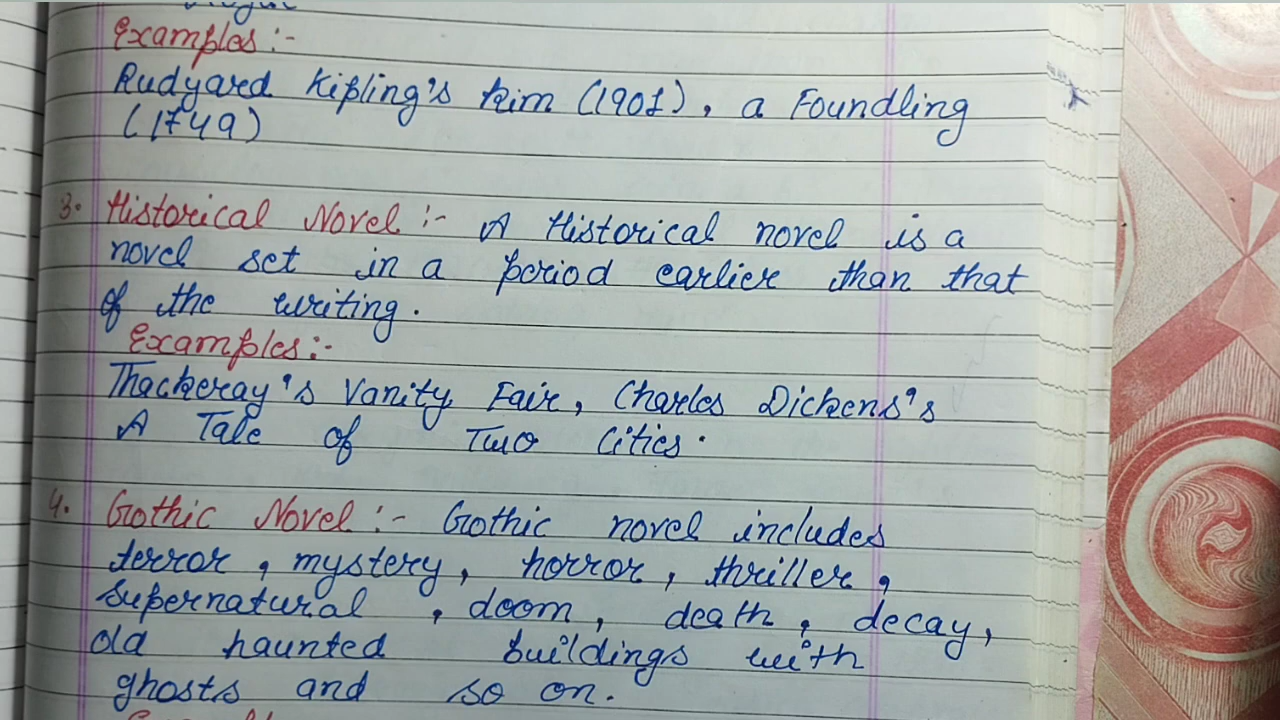 Examples :-
Rudyard Kipling's Kim (1901), a Foundling
(1749)
3. Historical Novel :- A Historical novel is a
novel set in a period earlier than that
of the writing.
Examples :-
Thackeray's Vanity Fair, Charles Dickens's
A Tale of Two Cities.
4. Gothic Novel :- Gothic novel includes
terror, mystery, horror, thriller,
supernatural, doom, death, decay,
old haunted buildings with
ghosts and so on.